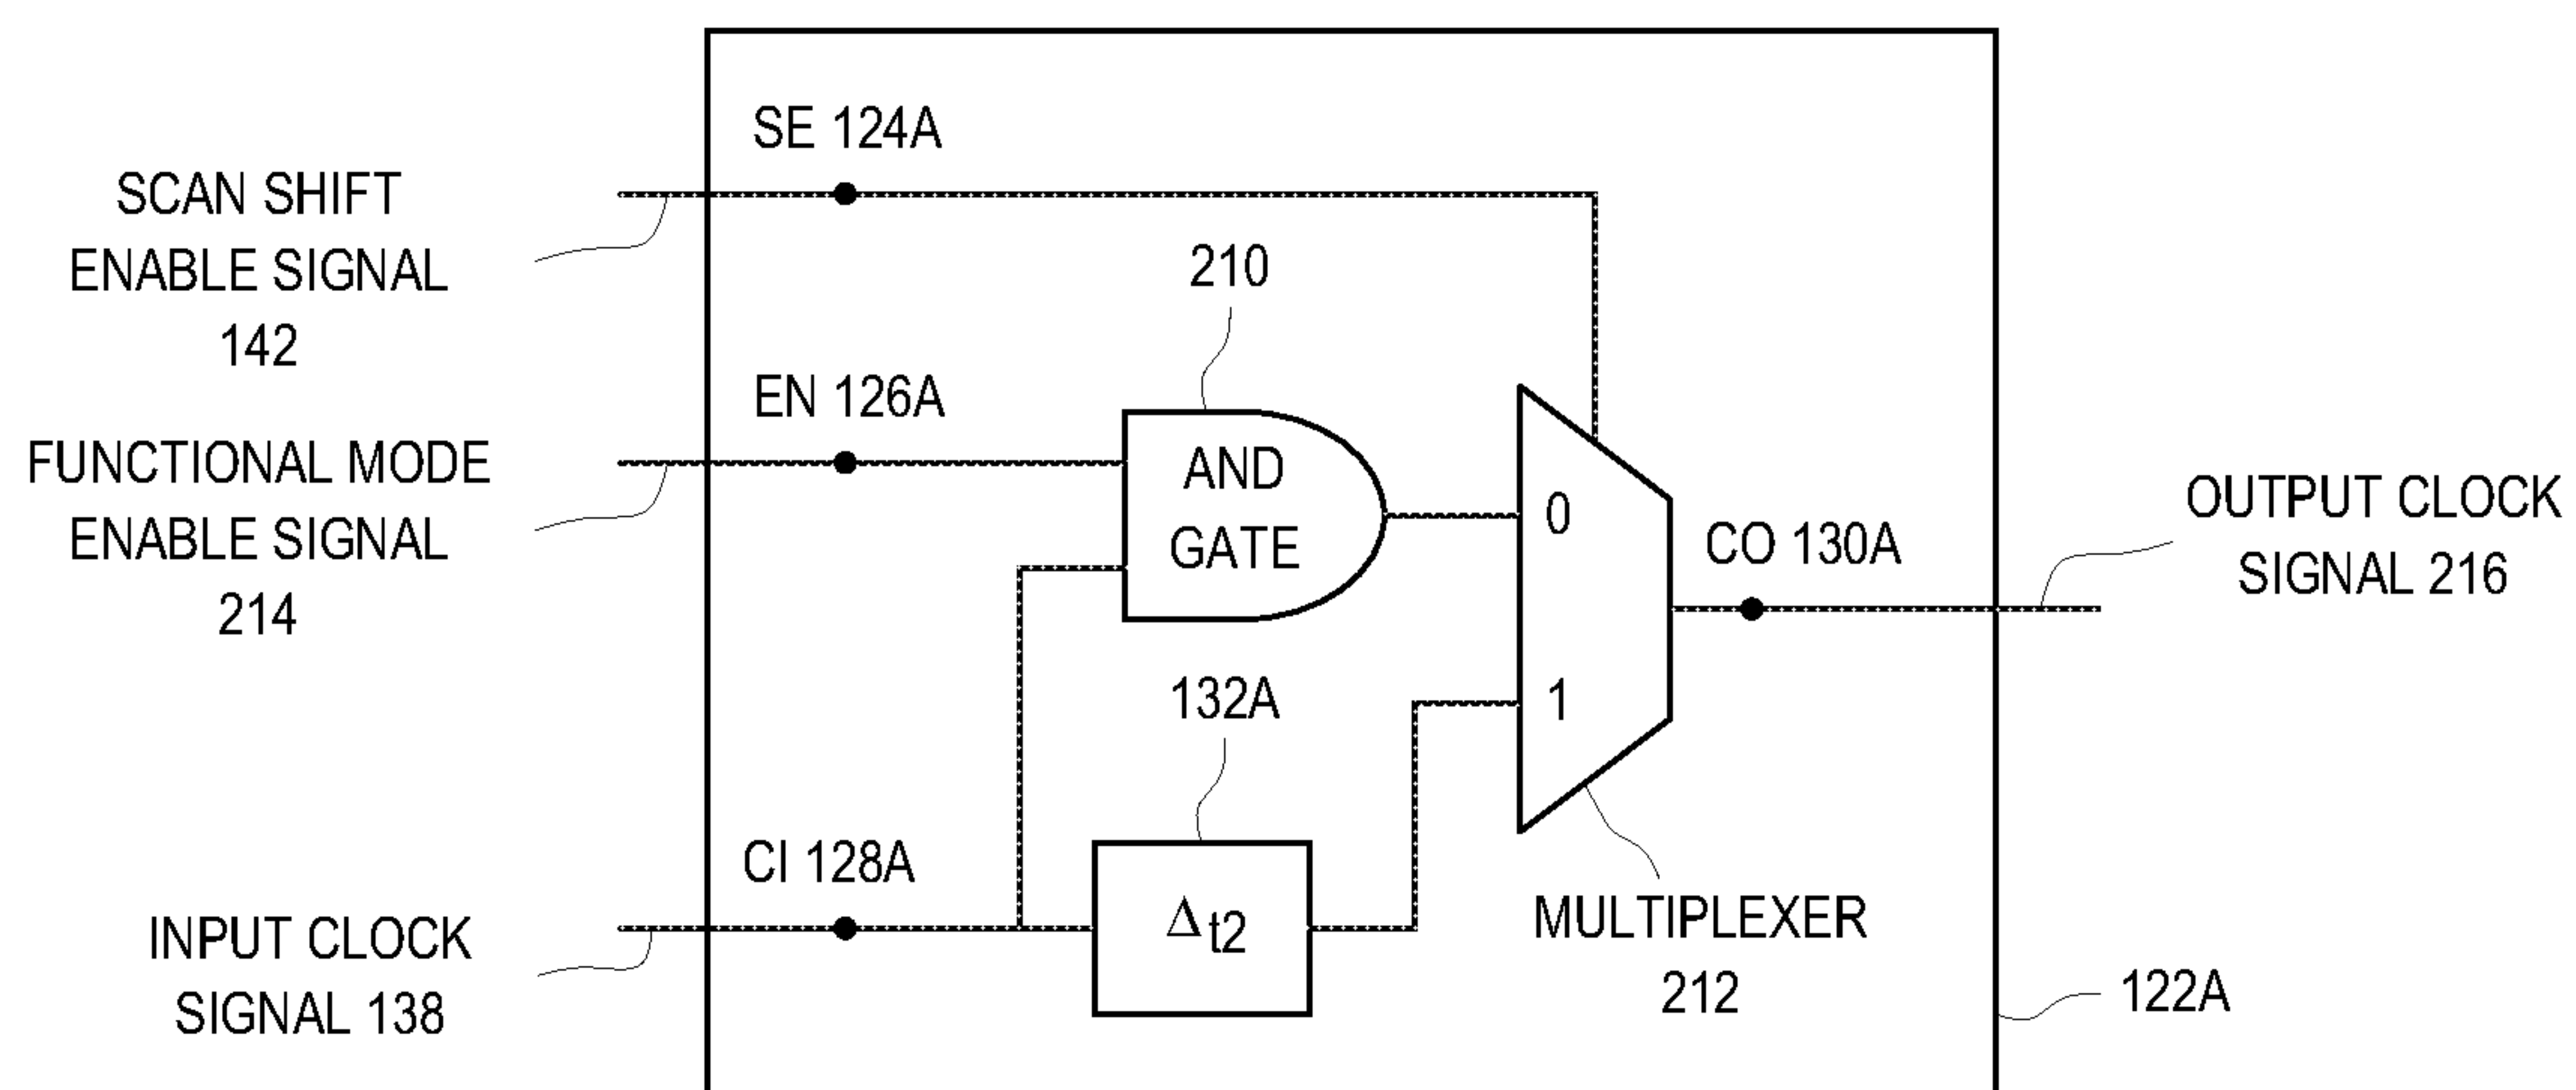 SE 124A
SCAN SHIFT
ENABLE SIGNAL
142
210
EN 126A
FUNCTIONAL MODE
ENABLE SIGNAL
214
AND
GATE
0
1
CO 130A
OUTPUT CLOCK
SIGNAL 216
132A
CI 128A
Δt2
INPUT CLOCK
SIGNAL 138
MULTIPLEXER
212
122A